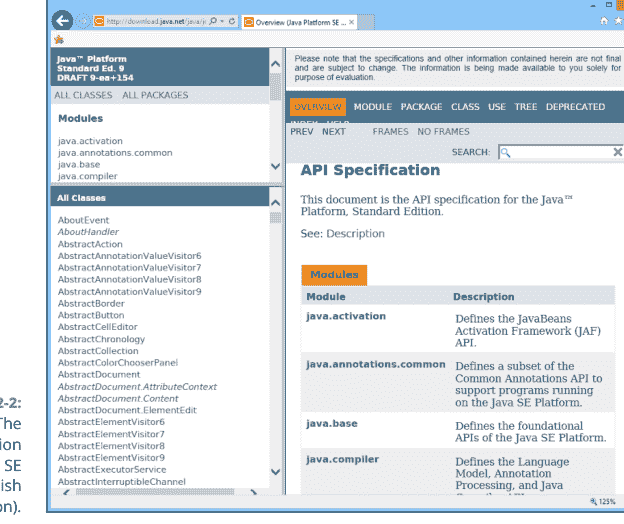 2-2:
The
ion
SE
ish
n).
http://download.java.net/java/j
Overview (Java Platform SE ...
Java™ Platform
Standard Ed. 9
DRAFT 9-ea+154
ALL CLASSES ALL PACKAGES
Modules
java.activation
java.annotations.common
java.base
java.compiler
All Classes
AboutEvent
AboutHandler
AbstractAction
AbstractAnnotationValueVisitor6
AbstractAnnotationValueVisitor7
AbstractAnnotationValueVisitor8
AbstractAnnotationValueVisitor9
AbstractBorder
AbstractButton
AbstractCellEditor
AbstractChronology
AbstractCollection
AbstractColorChooserPanel
AbstractDocument
AbstractDocument.AttributeContext
AbstractDocument.Content
AbstractDocument.ElementEdit
AbstractElementVisitor6
AbstractElementVisitor7
AbstractElementVisitor8
AbstractElementVisitor9
AbstractExecutorService
AbstractInterruptibleChannel
Please note that the specifications and other information contained herein are not final
and are subject to change. The information is being made available to you solely for
purpose of evaluation.
OVERVIEW MODULE PACKAGE CLASS USE TREE DEPRECATED
INDEX HELP
PREV NEXT FRAMES NO FRAMES
SEARCH:
API Specification
This document is the API specification for the Java™
Platform, Standard Edition.
See: Description
Modules
Module Description
java.activation Defines the JavaBeans
Activation Framework (JAF)
API.
java.annotations.common Defines a subset of the
Common Annotations API to
support programs running
on the Java SE Platform.
java.base Defines the foundational
APIs of the Java SE Platform.
java.compiler Defines the Language
Model, Annotation
Processing, and Java
125%